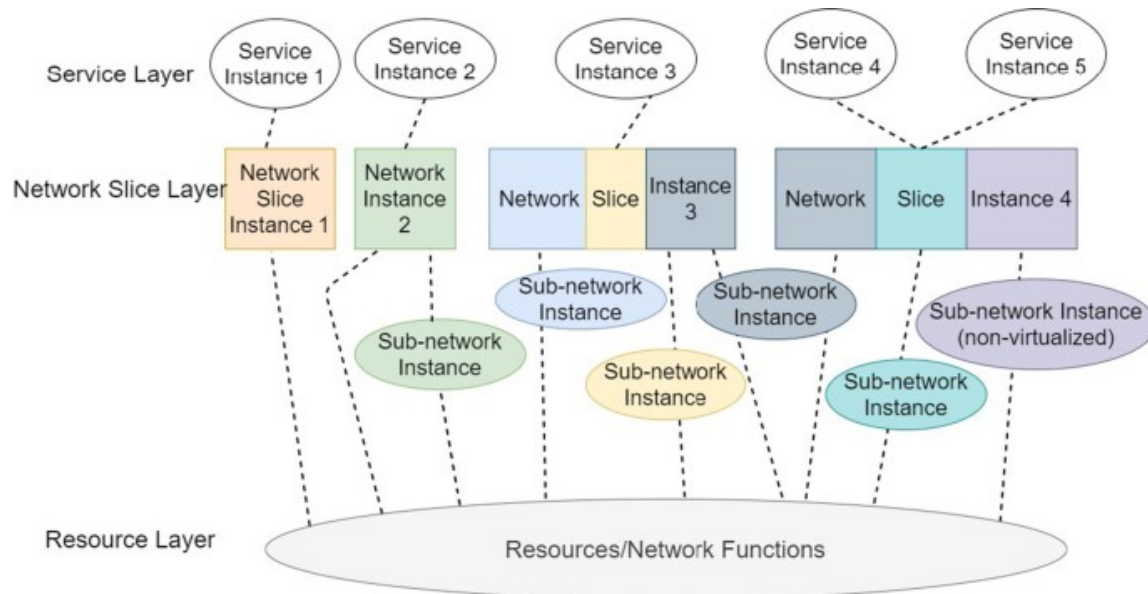 Service Layer
Service
Instance 1
Service
Instance 2
Service
Instance 3
Service
Instance 4
Service
Instance 5
Network Slice Layer
Network
Slice
Instance 1
Network
Instance
2
Network
Slice
Instance
3
Network
Slice
Instance 4
Sub-network
Instance
Sub-network
Instance
Sub-network
Instance
Sub-network
Instance
Sub-network
Instance
Sub-network Instance
(non-virtualized)
Resource Layer
Resources/Network Functions